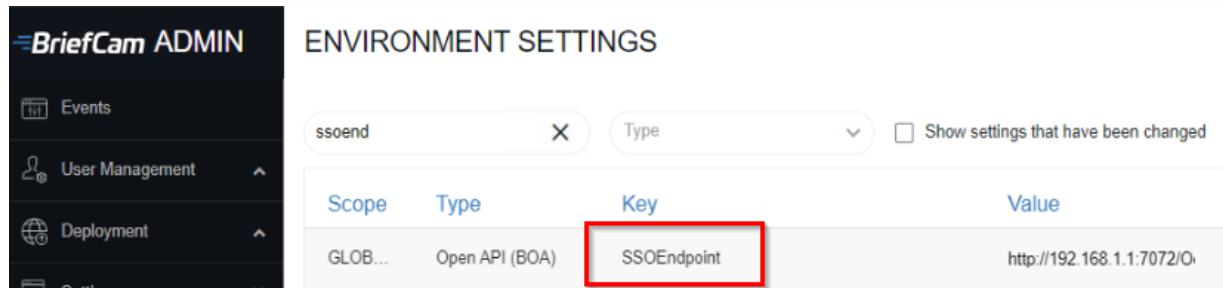 BriefCam ADMIN
ENVIRONMENT SETTINGS
Events
ssoend X Type Show settings that have been changed
User Management
Scope Type Key Value
Deployment
GLOB... Open API (BOA) SSOEndpoint http://192.168.1.1:7072/O